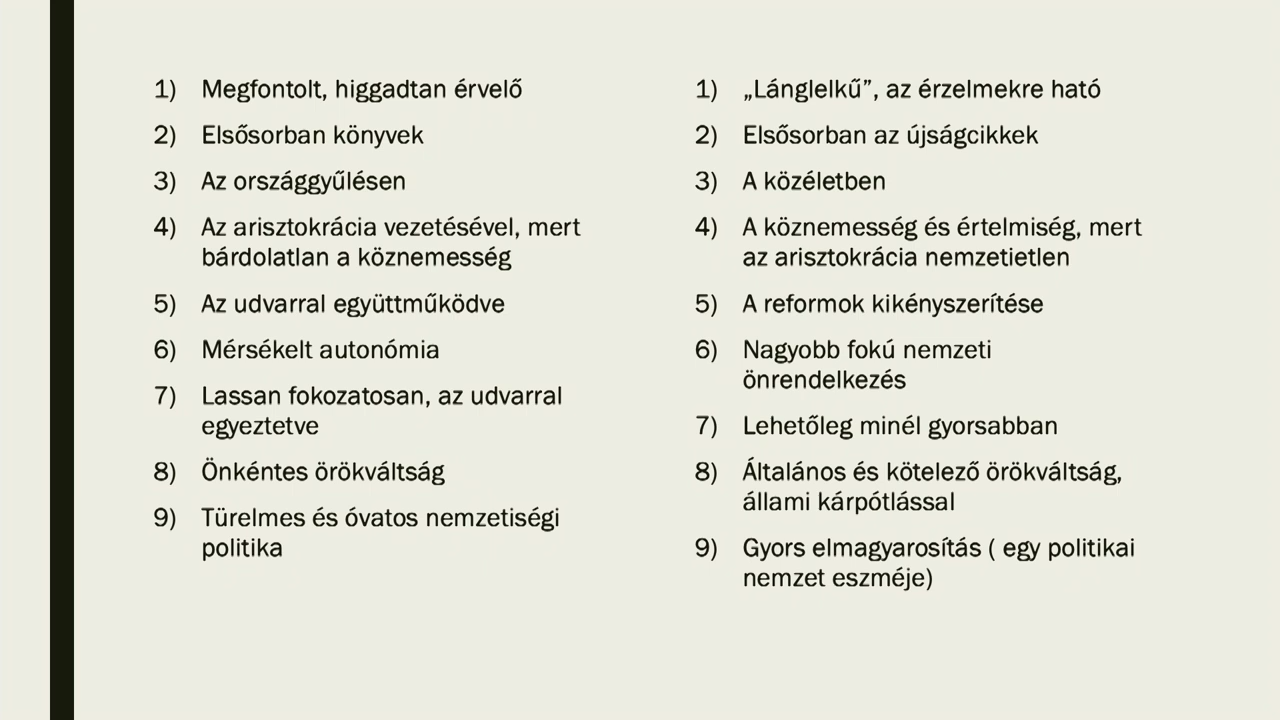 1) Megfontolt, higgadtan érvelő
2) Elsősorban könyvek
3) Az országgyűlésen
4) Az arisztokrácia vezetésével, mert
bárdolatlan a köznemesség
5) Az udvarral együttműködve
6) Mérsékelt autonómia
7) Lassan fokozatosan, az udvarral
egyeztetve
8) Önkéntes örökváltság
9) Türelmes és óvatos nemzetiségi
politika
1) „Lánglelkű”, az érzelmekre ható
2) Elsősorban az újságcikkek
3) A közéletben
4) A köznemesség és értelmiség, mert
az arisztokrácia nemzetietlen
5) A reformok kikényszerítése
6) Nagyobb fokú nemzeti
önrendelkezés
7) Lehetőleg minél gyorsabban
8) Általános és kötelező örökváltság,
állami kárpótlással
9) Gyors elmagyarosítás ( egy politikai
nemzet eszméje)